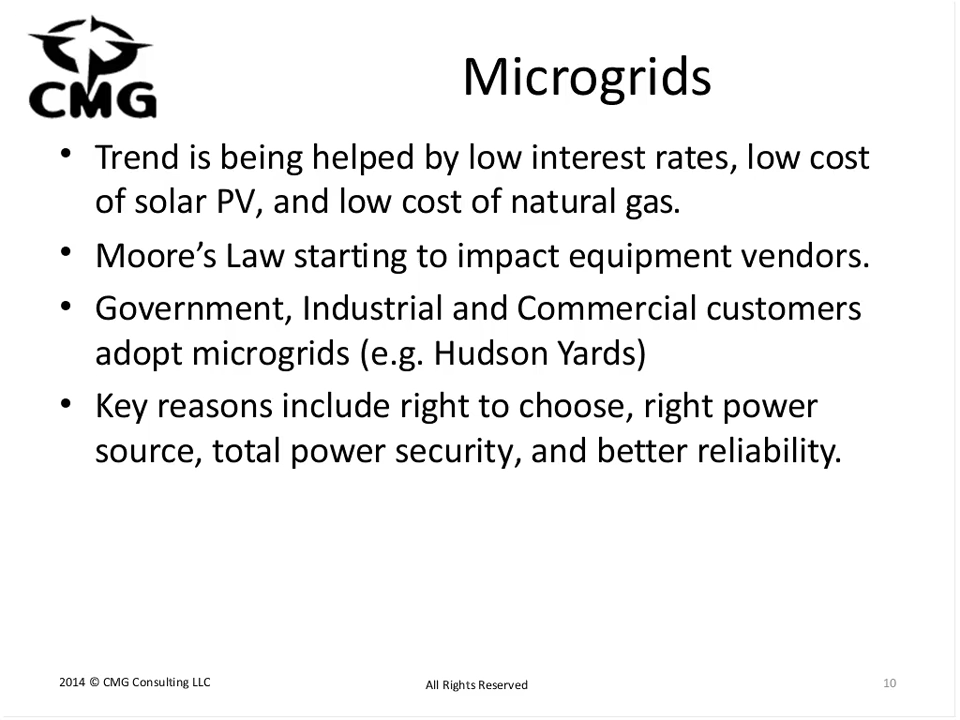 CMG
Microgrids
• Trend is being helped by low interest rates, low cost
of solar PV, and low cost of natural gas.
• Moore’s Law starting to impact equipment vendors.
• Government, Industrial and Commercial customers
adopt microgrids (e.g. Hudson Yards)
• Key reasons include right to choose, right power
source, total power security, and better reliability.
2014 © CMG Consulting LLC
All Rights Reserved
10